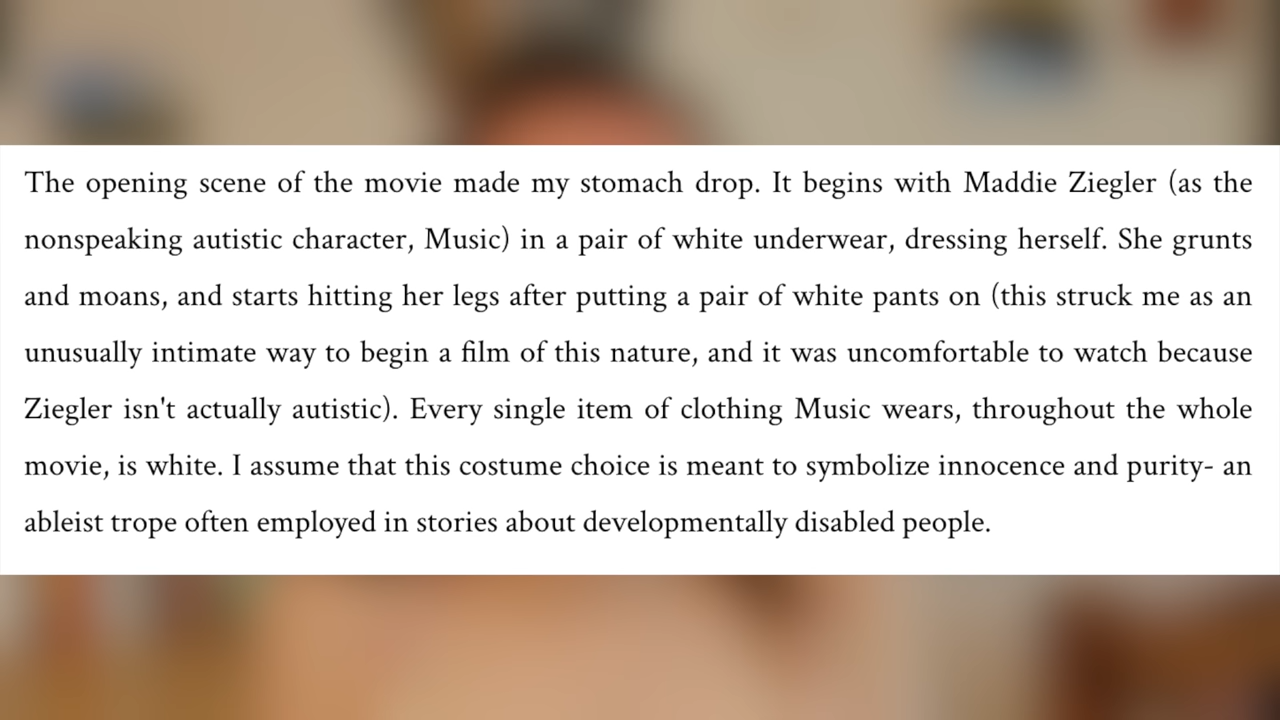 The opening scene of the movie made my stomach drop. It begins with Maddie Ziegler (as the
nonspeaking autistic character, Music) in a pair of white underwear, dressing herself. She grunts
and moans, and starts hitting her legs after putting a pair of white pants on (this struck me as an
unusually intimate way to begin a film of this nature, and it was uncomfortable to watch because
Ziegler isn't actually autistic). Every single item of clothing Music wears, throughout the whole
movie, is white. I assume that this costume choice is meant to symbolize innocence and purity- an
ableist trope often employed in stories about developmentally disabled people.